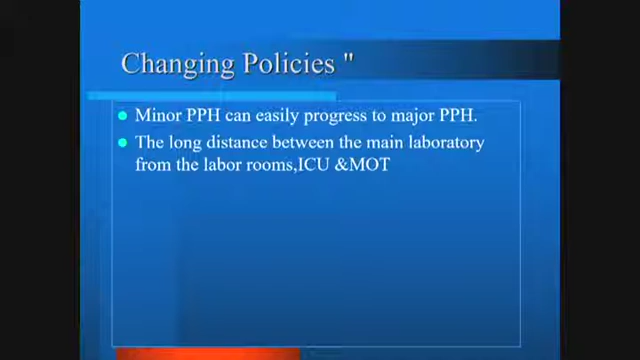 Changing Policies "
Minor PPH can easily progress to major PPH.
The long distance between the main laboratory
from the labor rooms,ICU &MOT